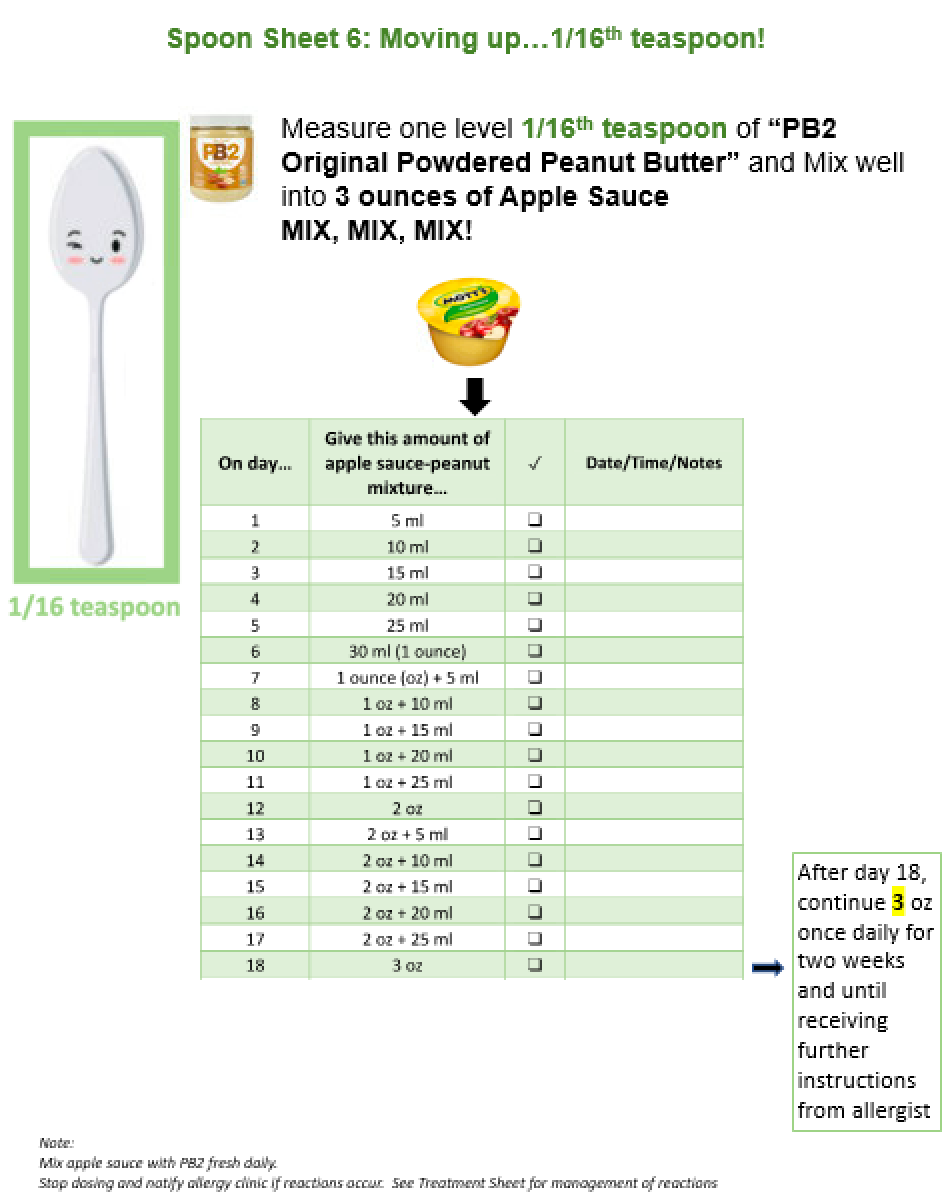 Spoon Sheet 6: Moving up…1/16th teaspoon!
PB2
Measure one level 1/16th teaspoon of “PB2
Original Powdered Peanut Butter” and Mix well
into 3 ounces of Apple Sauce
MIX, MIX, MIX!
MOTT'S
On day… Give this amount of apple sauce-peanut mixture… ✓ Date/Time/Notes
1 5 ml ❑
2 10 ml ❑
3 15 ml ❑
4 20 ml ❑
5 25 ml ❑
6 30 ml (1 ounce) ❑
7 1 ounce (oz) + 5 ml ❑
8 1 oz + 10 ml ❑
9 1 oz + 15 ml ❑
10 1 oz + 20 ml ❑
11 1 oz + 25 ml ❑
12 2 oz ❑
13 2 oz + 5 ml ❑
14 2 oz + 10 ml ❑
15 2 oz + 15 ml ❑
16 2 oz + 20 ml ❑
17 2 oz + 25 ml ❑
18 3 oz ❑
1/16 teaspoon
After day 18,
continue 3 oz
once daily for
two weeks
and until
receiving
further
instructions
from allergist
Note:
Mix apple sauce with PB2 fresh daily.
Stop dosing and notify allergy clinic if reactions occur. See Treatment Sheet for management of reactions